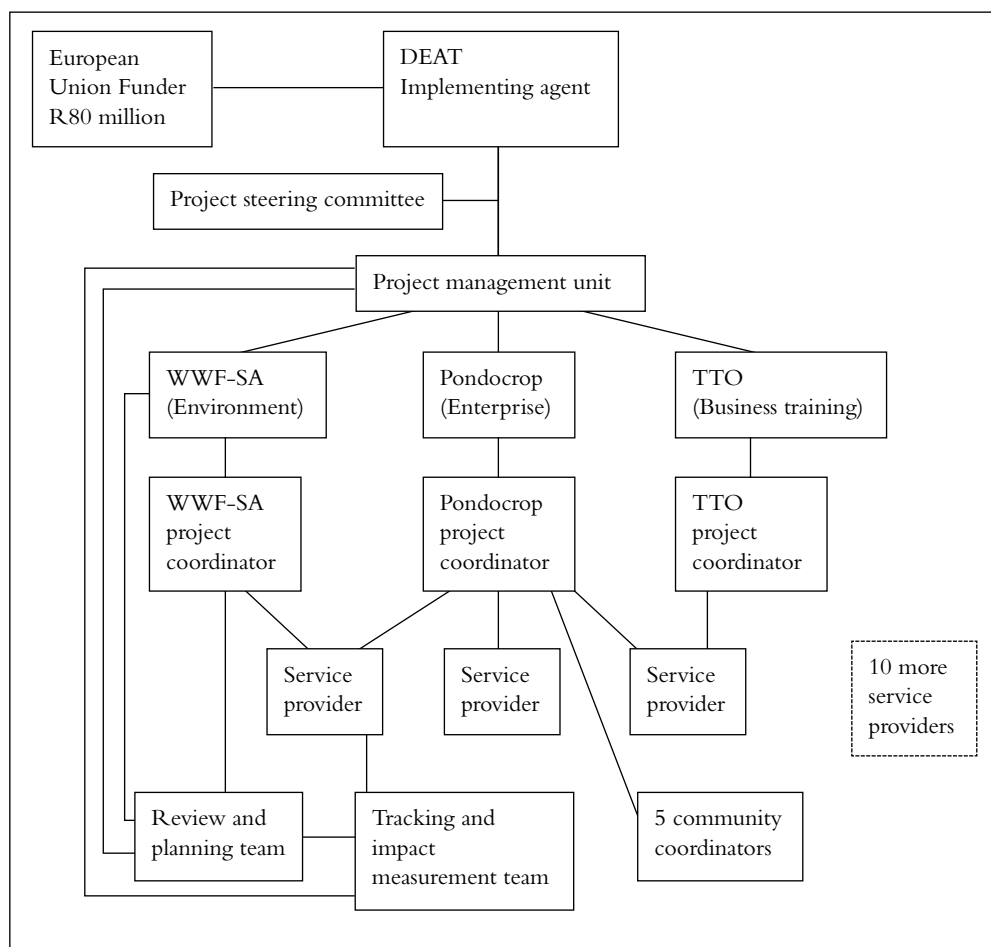 European
Union Funder
R80 million
DEAT
Implementing agent
Project steering committee
Project management unit
WWF-SA
(Environment)
Pondocrop
(Enterprise)
TTO
(Business training)
WWF-SA
project
coordinator
Pondocrop
project
coordinator
TTO
project
coordinator
Service
provider
Service
provider
Service
provider
10 more
service
providers
Review and
planning team
Tracking and
impact
measurement team
5 community
coordinators